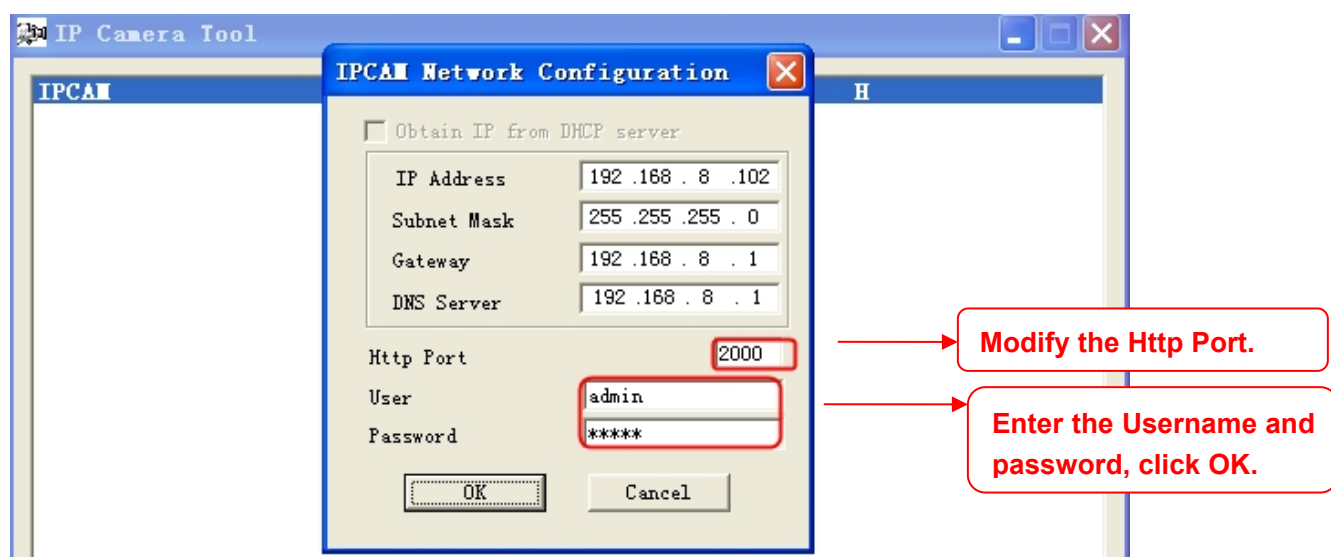 IP Camera Tool
IPCAM Network Configuration
IPCAM
H
Obtain IP from DHCP server
IP Address 192 .168 . 8 .102
Subnet Mask 255 .255 .255 . 0
Gateway 192 .168 . 8 . 1
DNS Server 192 .168 . 8 . 1
Http Port 2000
User admin
Password *****
OK Cancel
Modify the Http Port.
Enter the Username and
password, click OK.